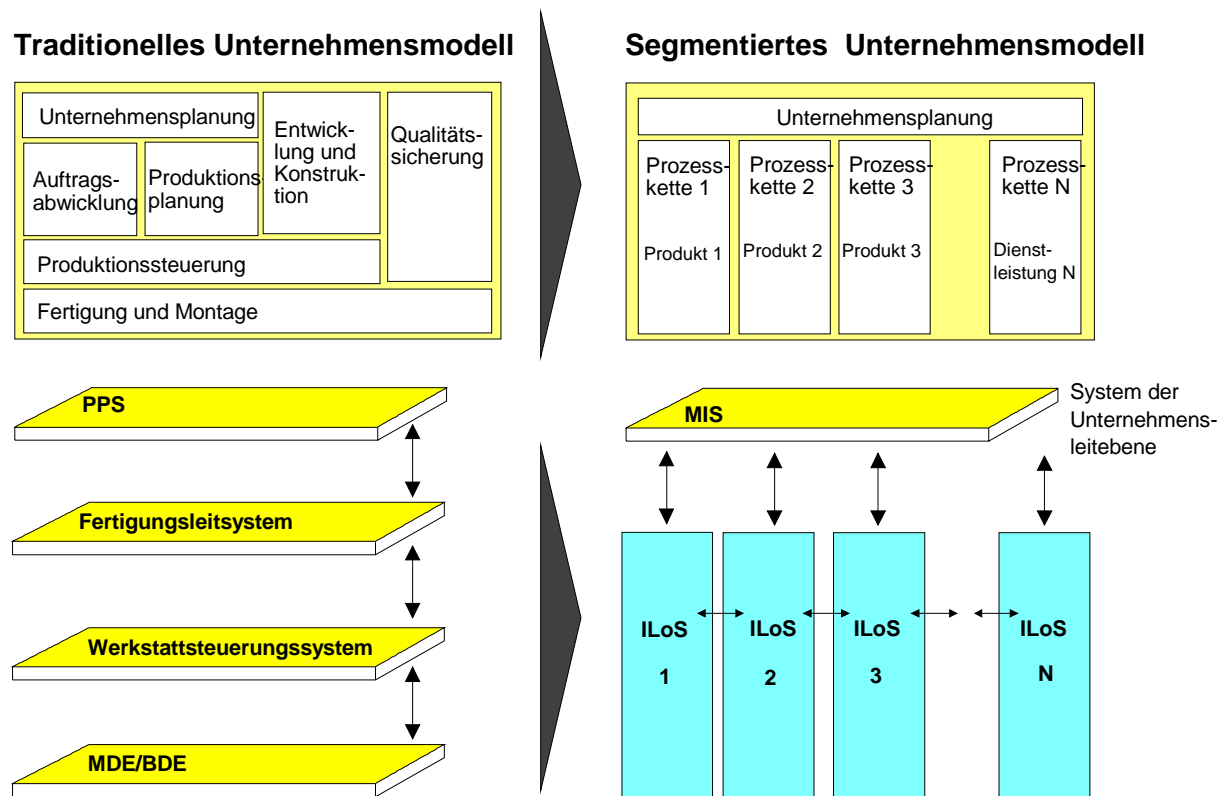 Traditionelles Unternehmensmodell
Unternehmensplanung
Auftrags-
abwicklung
Produktions-
planung
Entwick-
lung und
Konstruk-
tion
Qualitäts-
sicherung
Produktionssteuerung
Fertigung und Montage
PPS
Fertigungsleitsystem
Werkstattsteuerungssystem
MDE/BDE
Segmentiertes Unternehmensmodell
Unternehmensplanung
Prozess-
kette 1
Produkt 1
Prozess-
kette 2
Produkt 2
Prozess-
kette 3
Produkt 3
Prozess-
kette N
Dienst-
leistung N
MIS
System der
Unternehmens-
leitebene
ILoS
1
ILoS
2
ILoS
3
ILoS
N